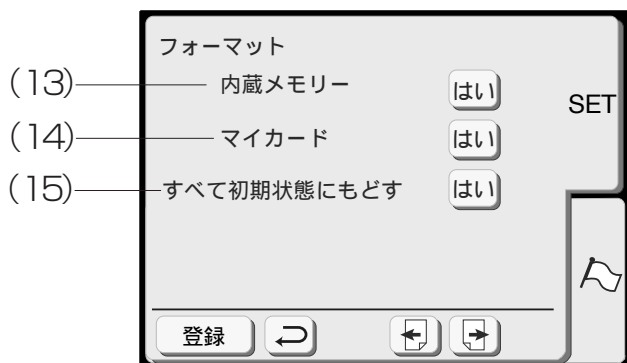 フォーマット
(13) 内蔵メモリー はい
SET
(14) マイカード はい
(15) すべて初期状態にもどす はい
登録